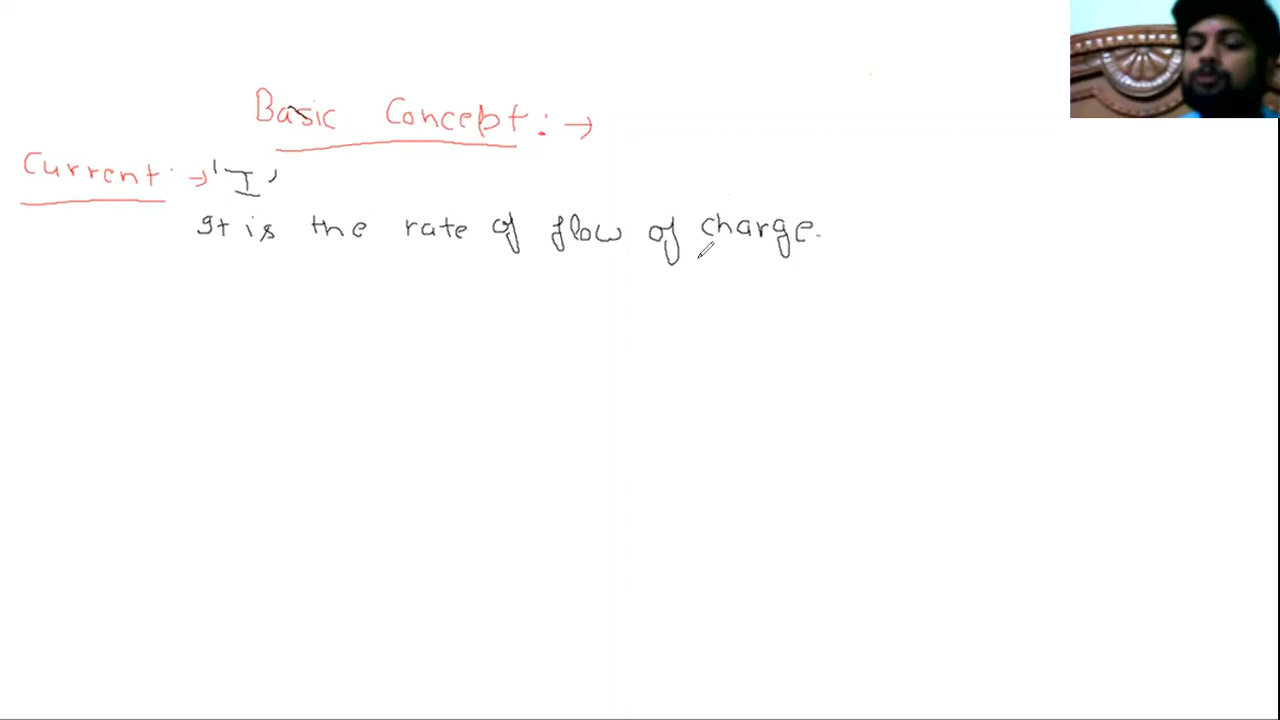 Basic Concept: →
Current → 'I'
It is the rate of flow of charge.